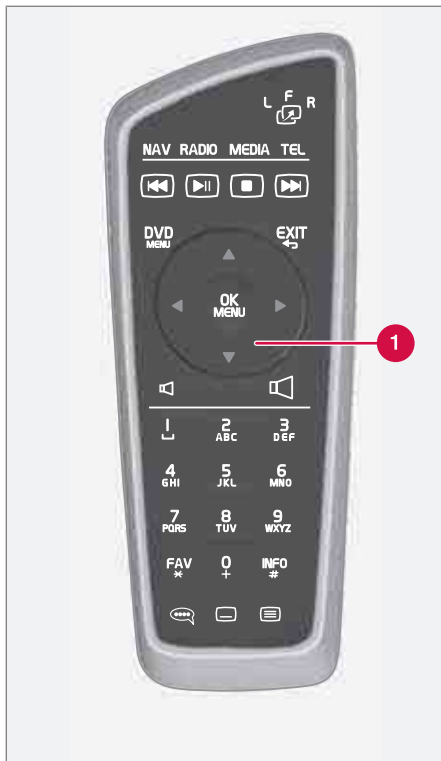 L F R
NAV RADIO MEDIA TEL
DVD EXIT
MENU
OK
MENU
1
1 2 3
ABC DEF
4 5 6
GHI JKL MNO
7 8 9
PQRS TUV WXYZ
FAV 0 INFO
* + #